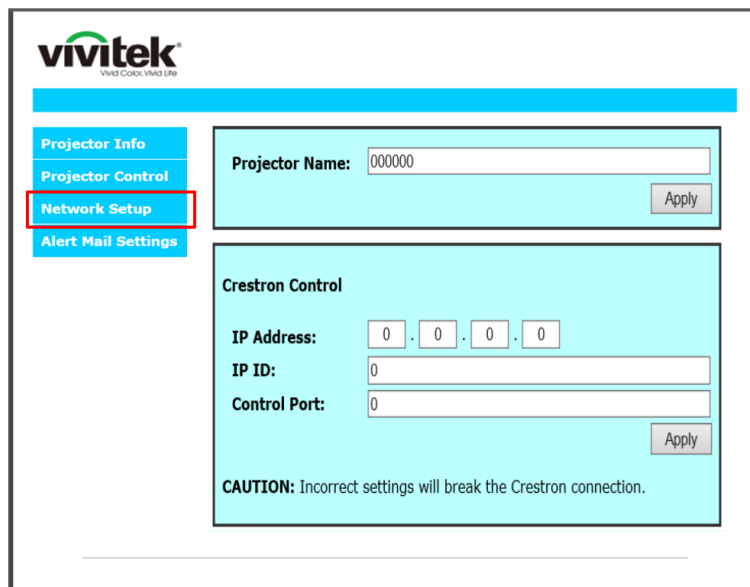 vivitek®
Vivid Color. Vivid Life
Projector Info
Projector Control
Network Setup
Alert Mail Settings
Projector Name: 000000
Apply
Crestron Control
IP Address: 0 . 0 . 0 . 0
IP ID: 0
Control Port: 0
Apply
CAUTION: Incorrect settings will break the Crestron connection.